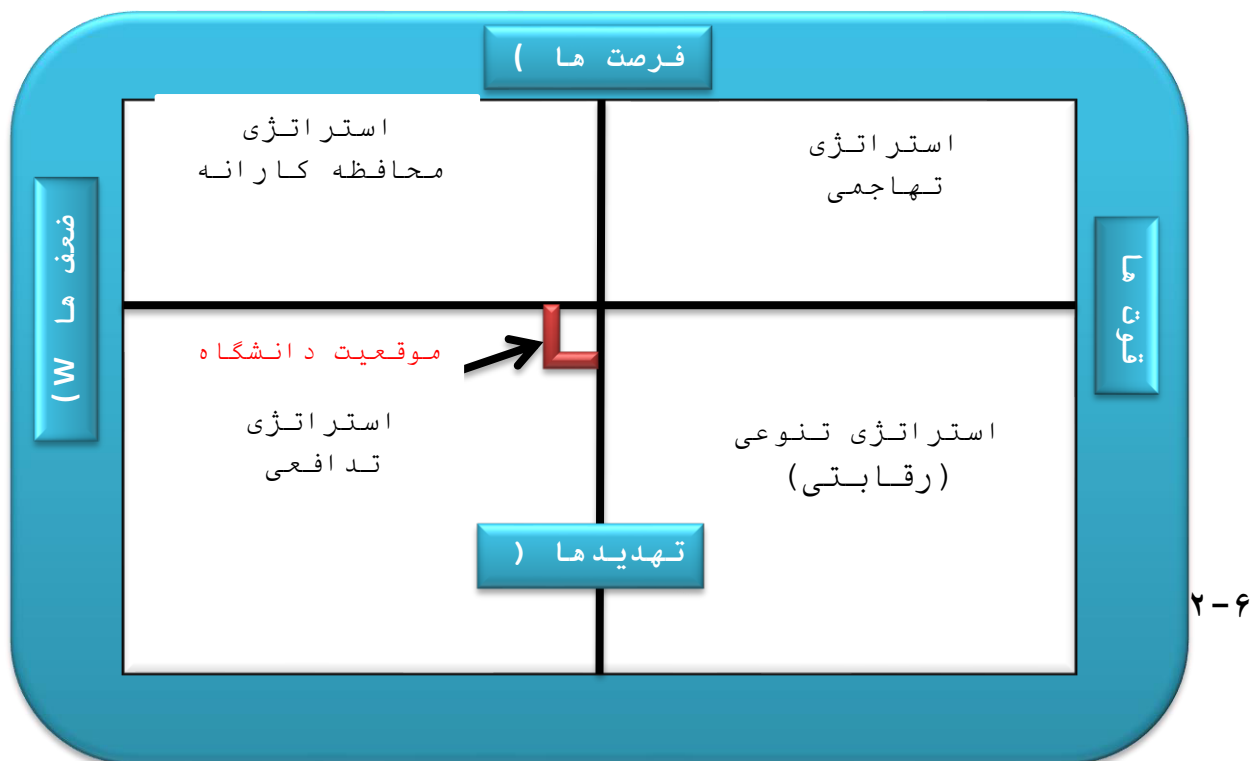 فرصت ها (
استراتژی
تهاجمی
استراتژی
محافظه کارانه
قوت ها
ضعف ها W)
موقعیت دانشگاه
استراتژی تنوعی
(رقابتی)
استراتژی
تدافعی
تهدیدها )
۲-۶